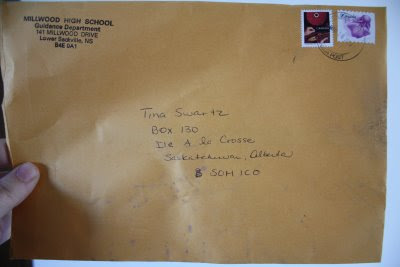 MILLWOOD HIGH SCHOOL
Guidance Department
141 MILLWOOD DRIVE
Lower Sackville, NS
B4E 0A1
POST
Tina Swartz
BOX 130
Ile A la Crosse
Saskatchewan, Alberta
S0M 1C0